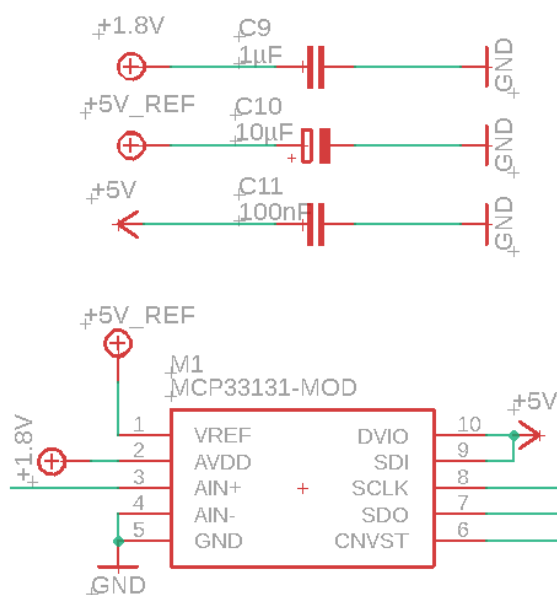 +1.8V
C9
1µF
GND
+5V_REF
C10
10µF
+
GND
+5V
C11
100nF
GND
+5V_REF
M1
MCP33131-MOD
+5V
+1.8V
1 VREF DVIO 10
2 AVDD SDI 9
3 AIN+ SCLK 8
4 AIN- SDO 7
5 GND CNVST 6
GND